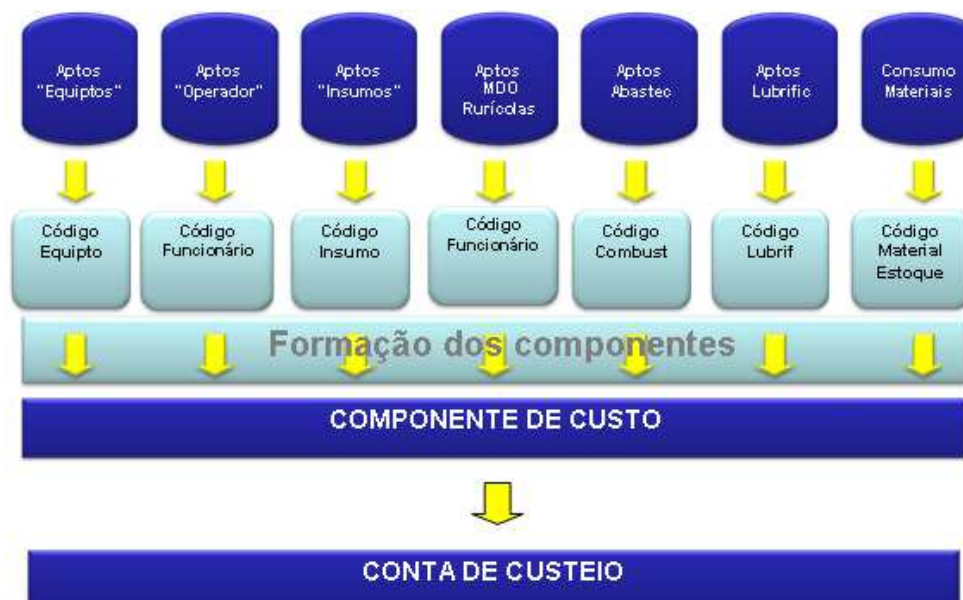 Aptos
"Equiptos"
Aptos
"Operador"
Aptos
"Insumos"
Aptos
MDO
Rurícolas
Aptos
Abastec
Aptos
Lubrific
Consumo
Materiais
Código
Equipto
Código
Funcionário
Código
Insumo
Código
Funcionário
Código
Combust
Código
Lubrif
Código
Material
Estoque
Formação dos componentes
COMPONENTE DE CUSTO
CONTA DE CUSTEIO